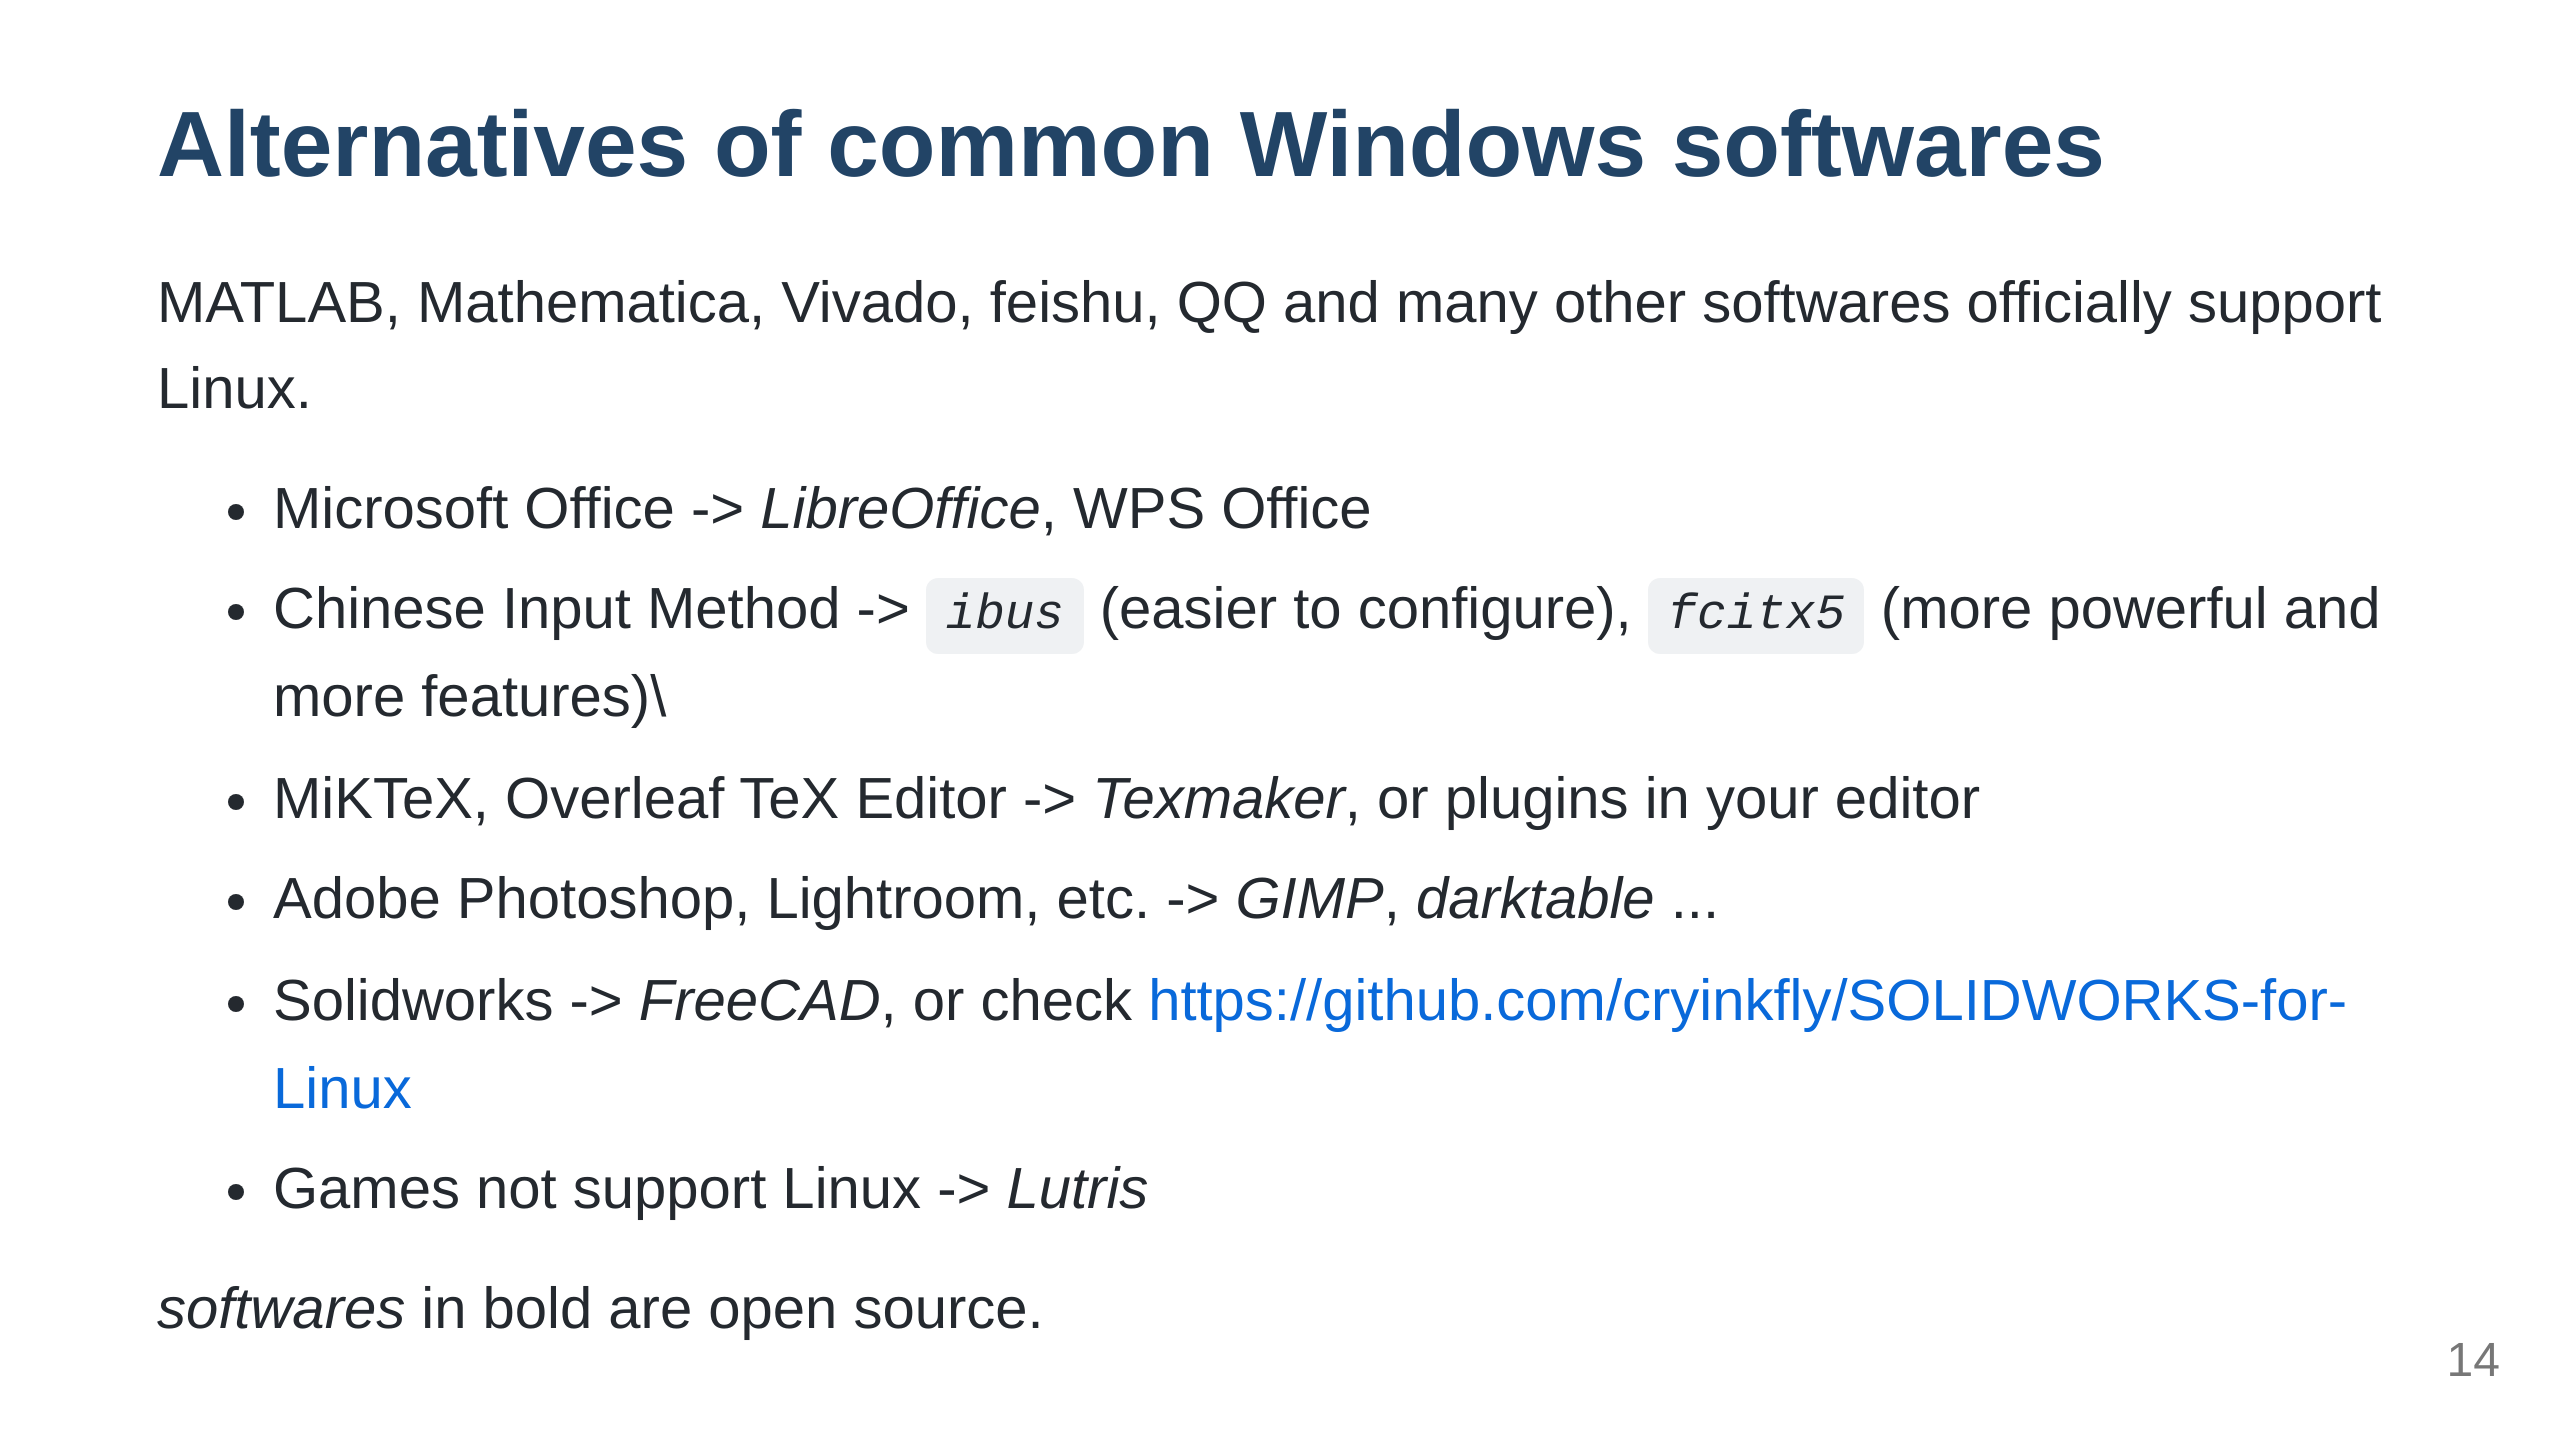 Alternatives of common Windows softwares
MATLAB, Mathematica, Vivado, feishu, QQ and many other softwares officially support
Linux.
• Microsoft Office -> LibreOffice, WPS Office
• Chinese Input Method -> ibus (easier to configure), fcitx5 (more powerful and
more features)\
• MiKTeX, Overleaf TeX Editor -> Texmaker, or plugins in your editor
• Adobe Photoshop, Lightroom, etc. -> GIMP, darktable ...
• Solidworks -> FreeCAD, or check https://github.com/cryinkfly/SOLIDWORKS-for-
Linux
• Games not support Linux -> Lutris
softwares in bold are open source.
14